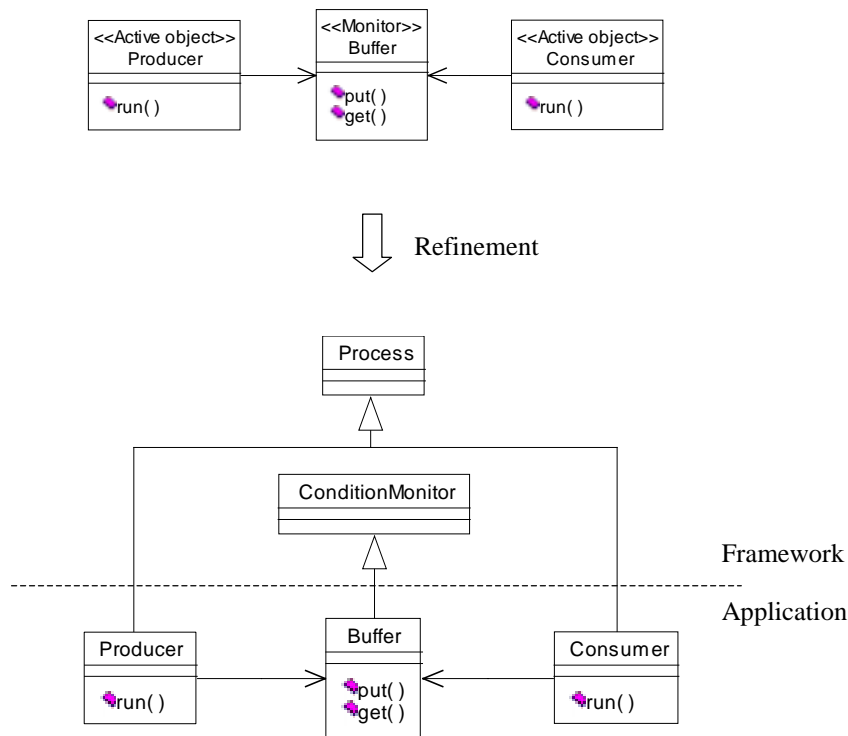 <<Active object>>
Producer
run( )
<<Monitor>>
Buffer
put( )
get( )
<<Active object>>
Consumer
run( )
Refinement
Process
ConditionMonitor
Framework
Application
Producer
run( )
Buffer
put( )
get( )
Consumer
run( )